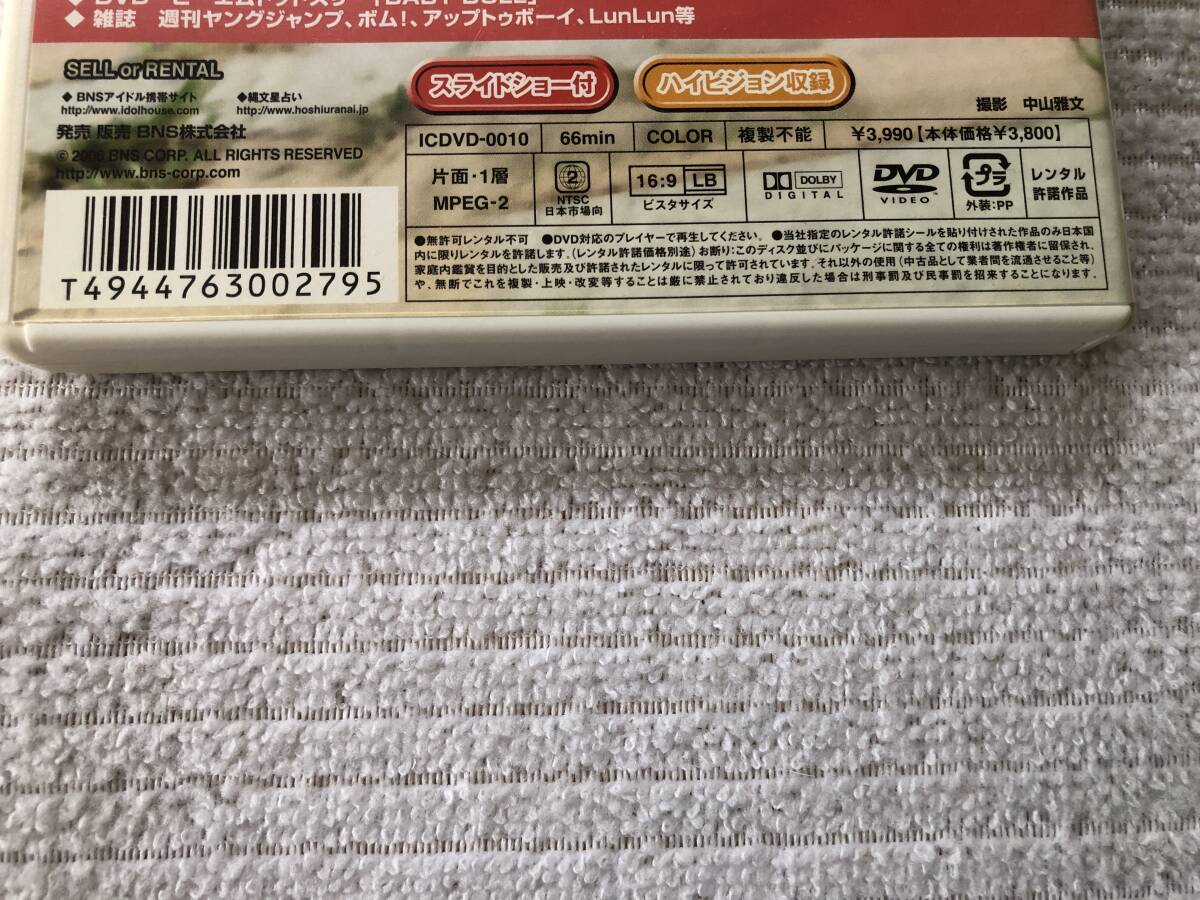 ◆ 雑誌 週刊ヤングジャンプ、ボム!、アップトゥボーイ、LunLun等
SELL or RENTAL
◆ BNSアイドル携帯サイト
http://www.idolhouse.com
◆縄文星占い
http://www.hoshiuranai.jp
発売 販売 BNS株式会社
© 2006 BNS CORP. ALL RIGHTS RESERVED
http://www.bns-corp.com
T4944763002795
スライドショー付
ハイビジョン収録
撮影 中山雅文
ICDVD-0010 66min COLOR 複製不能 ¥3,990【本体価格¥3,800】
片面・1層
MPEG-2
2
NTSC
日本市場向
16:9 LB
ビスタサイズ
DOLBY
DIGITAL
DVD
VIDEO
プラ
外装:PP
レンタル
許諾作品
●無許可レンタル不可 ●DVD対応のプレイヤーで再生してください。 ●当社指定のレンタル許諾シールを貼り付けされた作品のみ日本国
内に限りレンタルを許諾します。(レンタル許諾価格別途) お断り:このディスク並びにパッケージに関する全ての権利は著作権者に留保され、
家庭内鑑賞を目的とした販売及び許諾されたレンタルに限って許可されています。それ以外の使用(中古品として業者間を流通させること等)
や、無断でこれを複製・上映・改変等することは厳に禁止されており違反した場合は刑事罰及び民事罰を招来することになります。